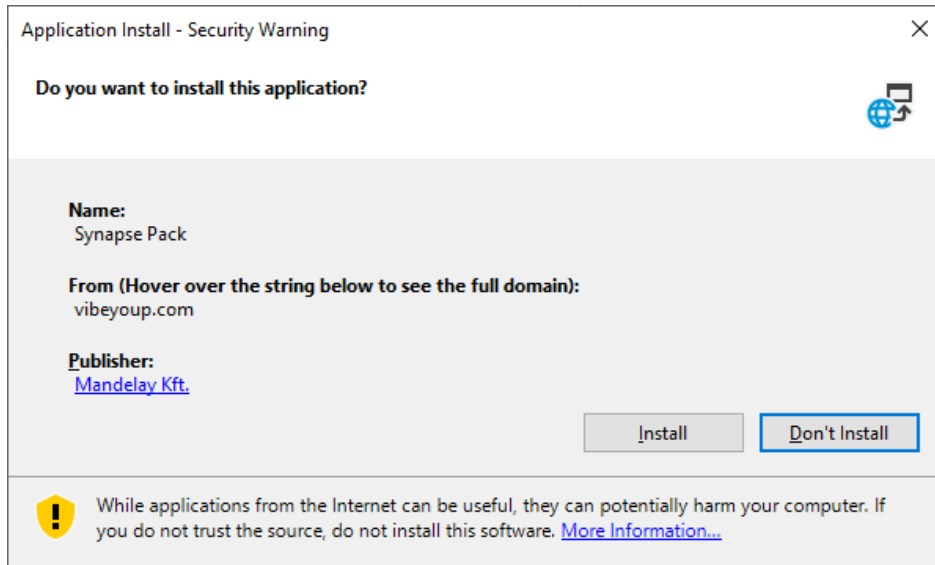 Application Install - Security Warning
Do you want to install this application?
Name:
Synapse Pack
From (Hover over the string below to see the full domain):
vibeyoup.com
Publisher:
Mandelay Kft.
Install
Don't Install
While applications from the Internet can be useful, they can potentially harm your computer. If
you do not trust the source, do not install this software. More Information...